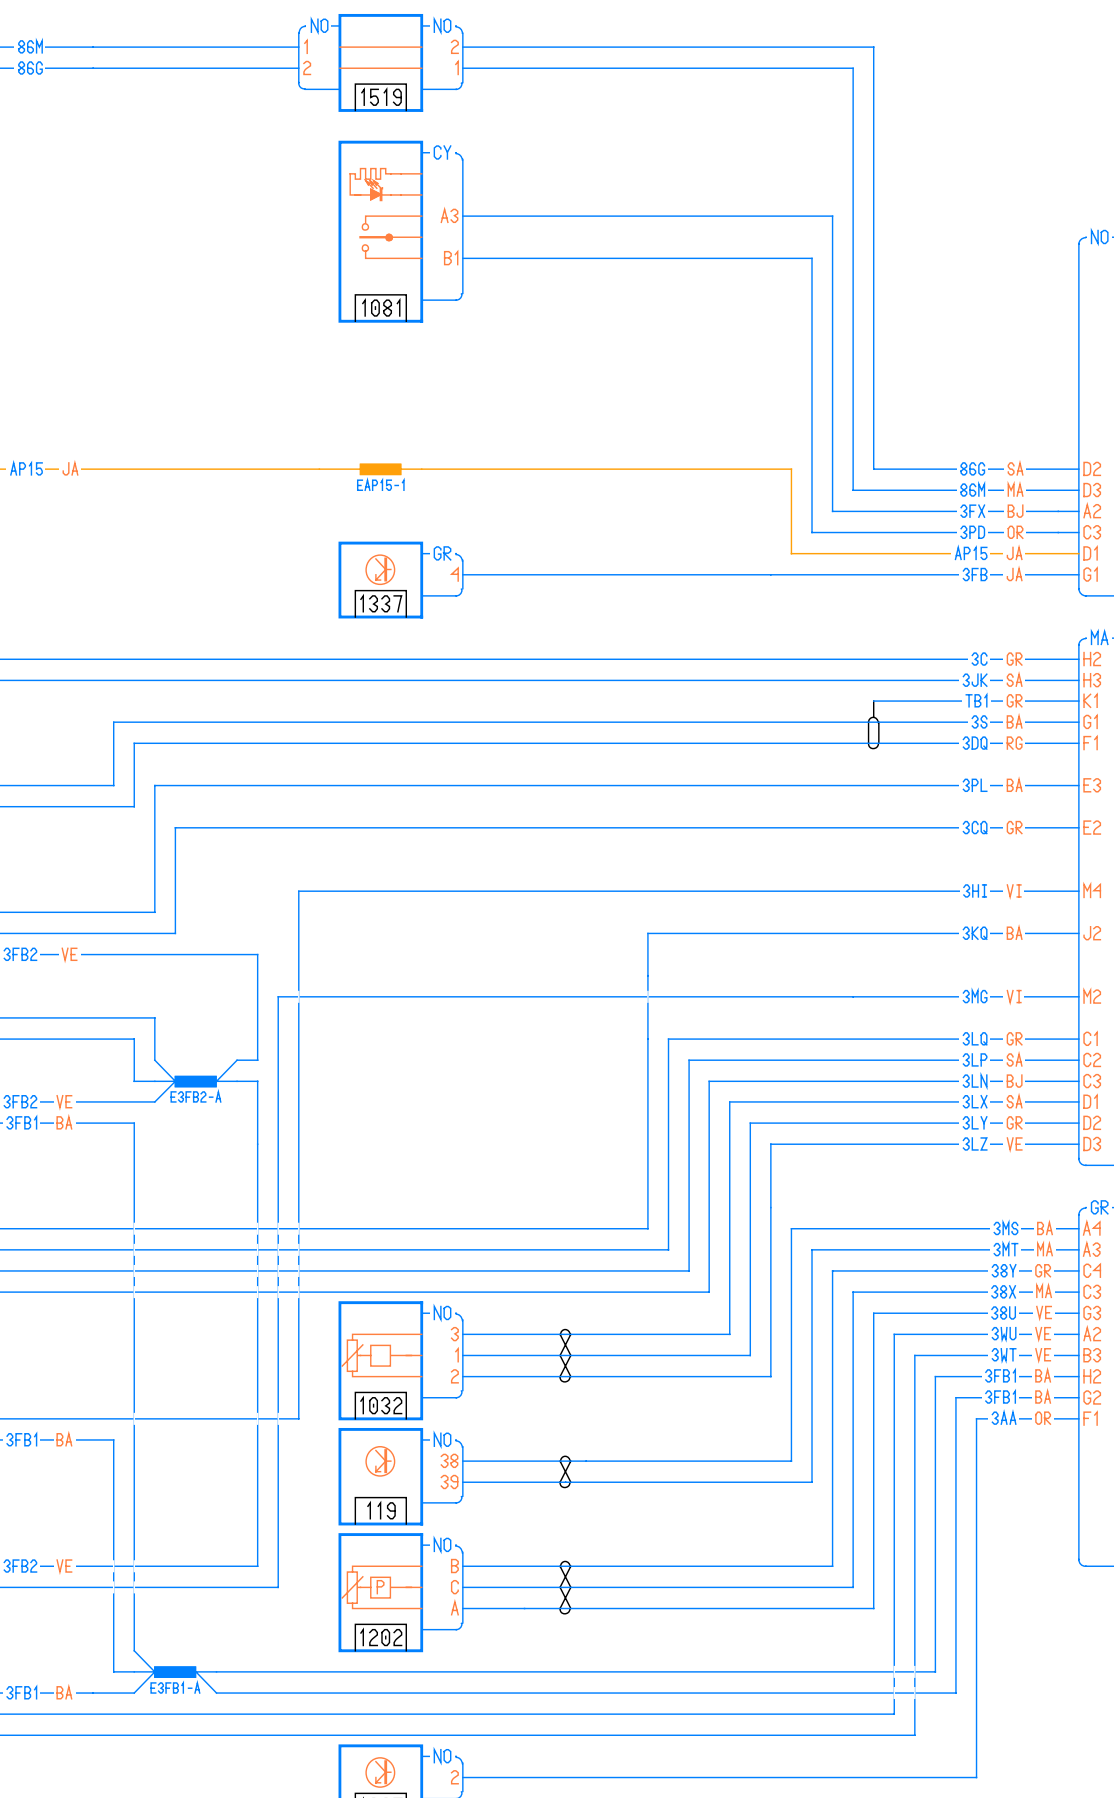 NO NO
86M 1 2
86G 2 1
1519
CY
A3
B1
1081
NO
AP15 JA
EAP15-1
86G SA D2
86M MA D3
3FX BJ A2
3PD OR C3
AP15 JA D1
GR
4 3FB JA G1
1337
MA
3C GR H2
3JK SA H3
TB1 GR K1
3S BA G1
3DQ RG F1
3PL BA E3
3CQ GR E2
3HI VI M4
3KQ BA J2
3FB2 VE
3MG VI M2
3LQ GR C1
3LP SA C2
3LN BJ C3
E3FB2-A
3FB2 VE 3LX SA D1
3FB1 BA 3LY GR D2
3LZ VE D3
GR
3MS BA A4
3MT MA A3
38Y GR C4
38X MA C3
NO 38U VE G3
3 3WU VE A2
1 3WT VE B3
2 3FB1 BA H2
3FB1 BA G2
1032
3AA OR F1
3FB1 BA NO
38
39
119
NO
3FB2 VE B
P C
A
1202
3FB1 BA E3FB1-A
NO
2